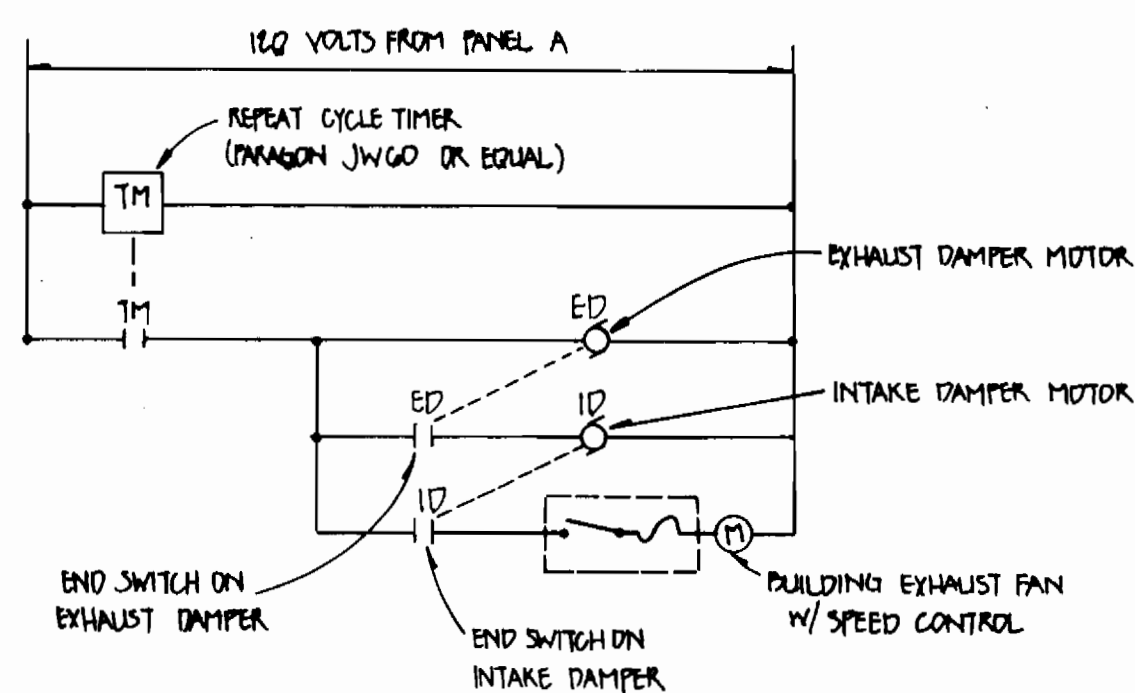 120 VOLTS FROM PANEL A
REPEAT CYCLE TIMER
(PARAGON JW60 OR EQUAL)
TM
TM
EXHAUST DAMPER MOTOR
ED
ED
ID
INTAKE DAMPER MOTOR
ID
M
END SWITCH ON
EXHAUST DAMPER
BUILDING EXHAUST FAN
W/ SPEED CONTROL
END SWITCH ON
INTAKE DAMPER